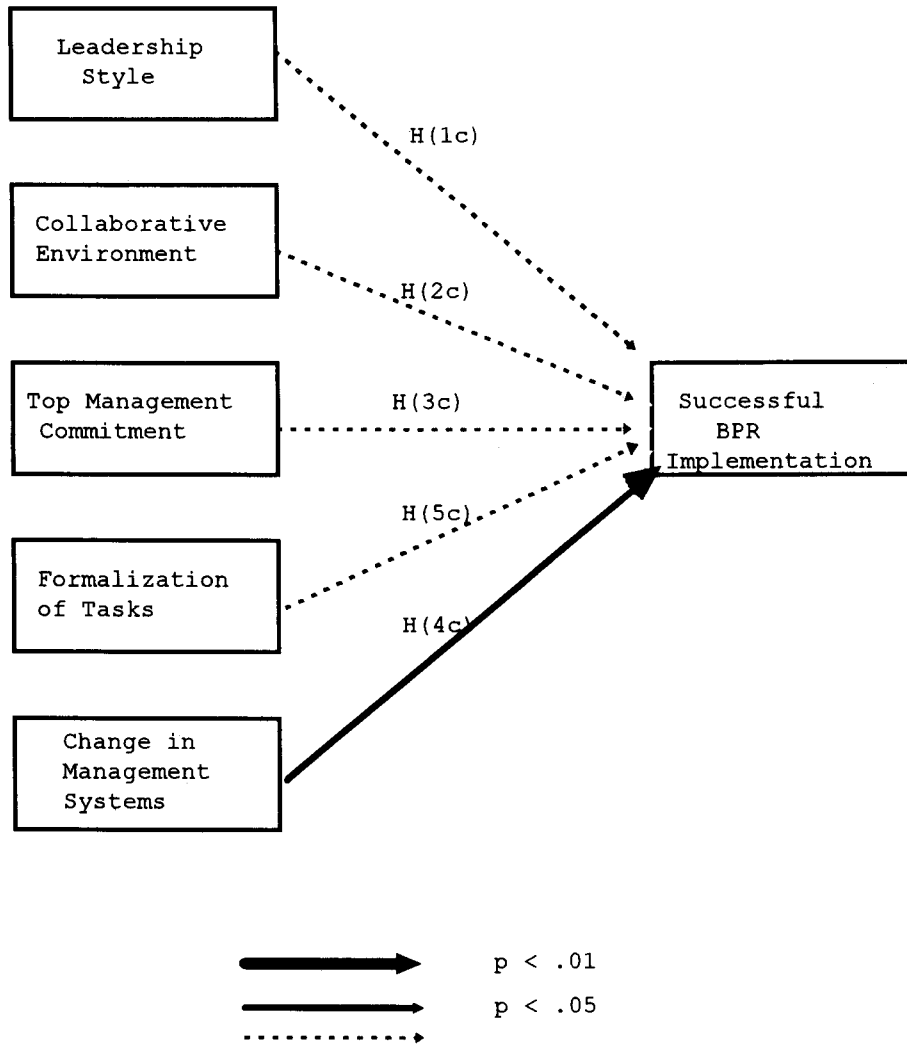 Leadership
Style
H(1c)
Collaborative
Environment
H(2c)
Top Management
Commitment
H(3c)
Successful
BPR
Implementation
H(5c)
Formalization
of Tasks
H(4c)
Change in
Management
Systems
p < .01
p < .05